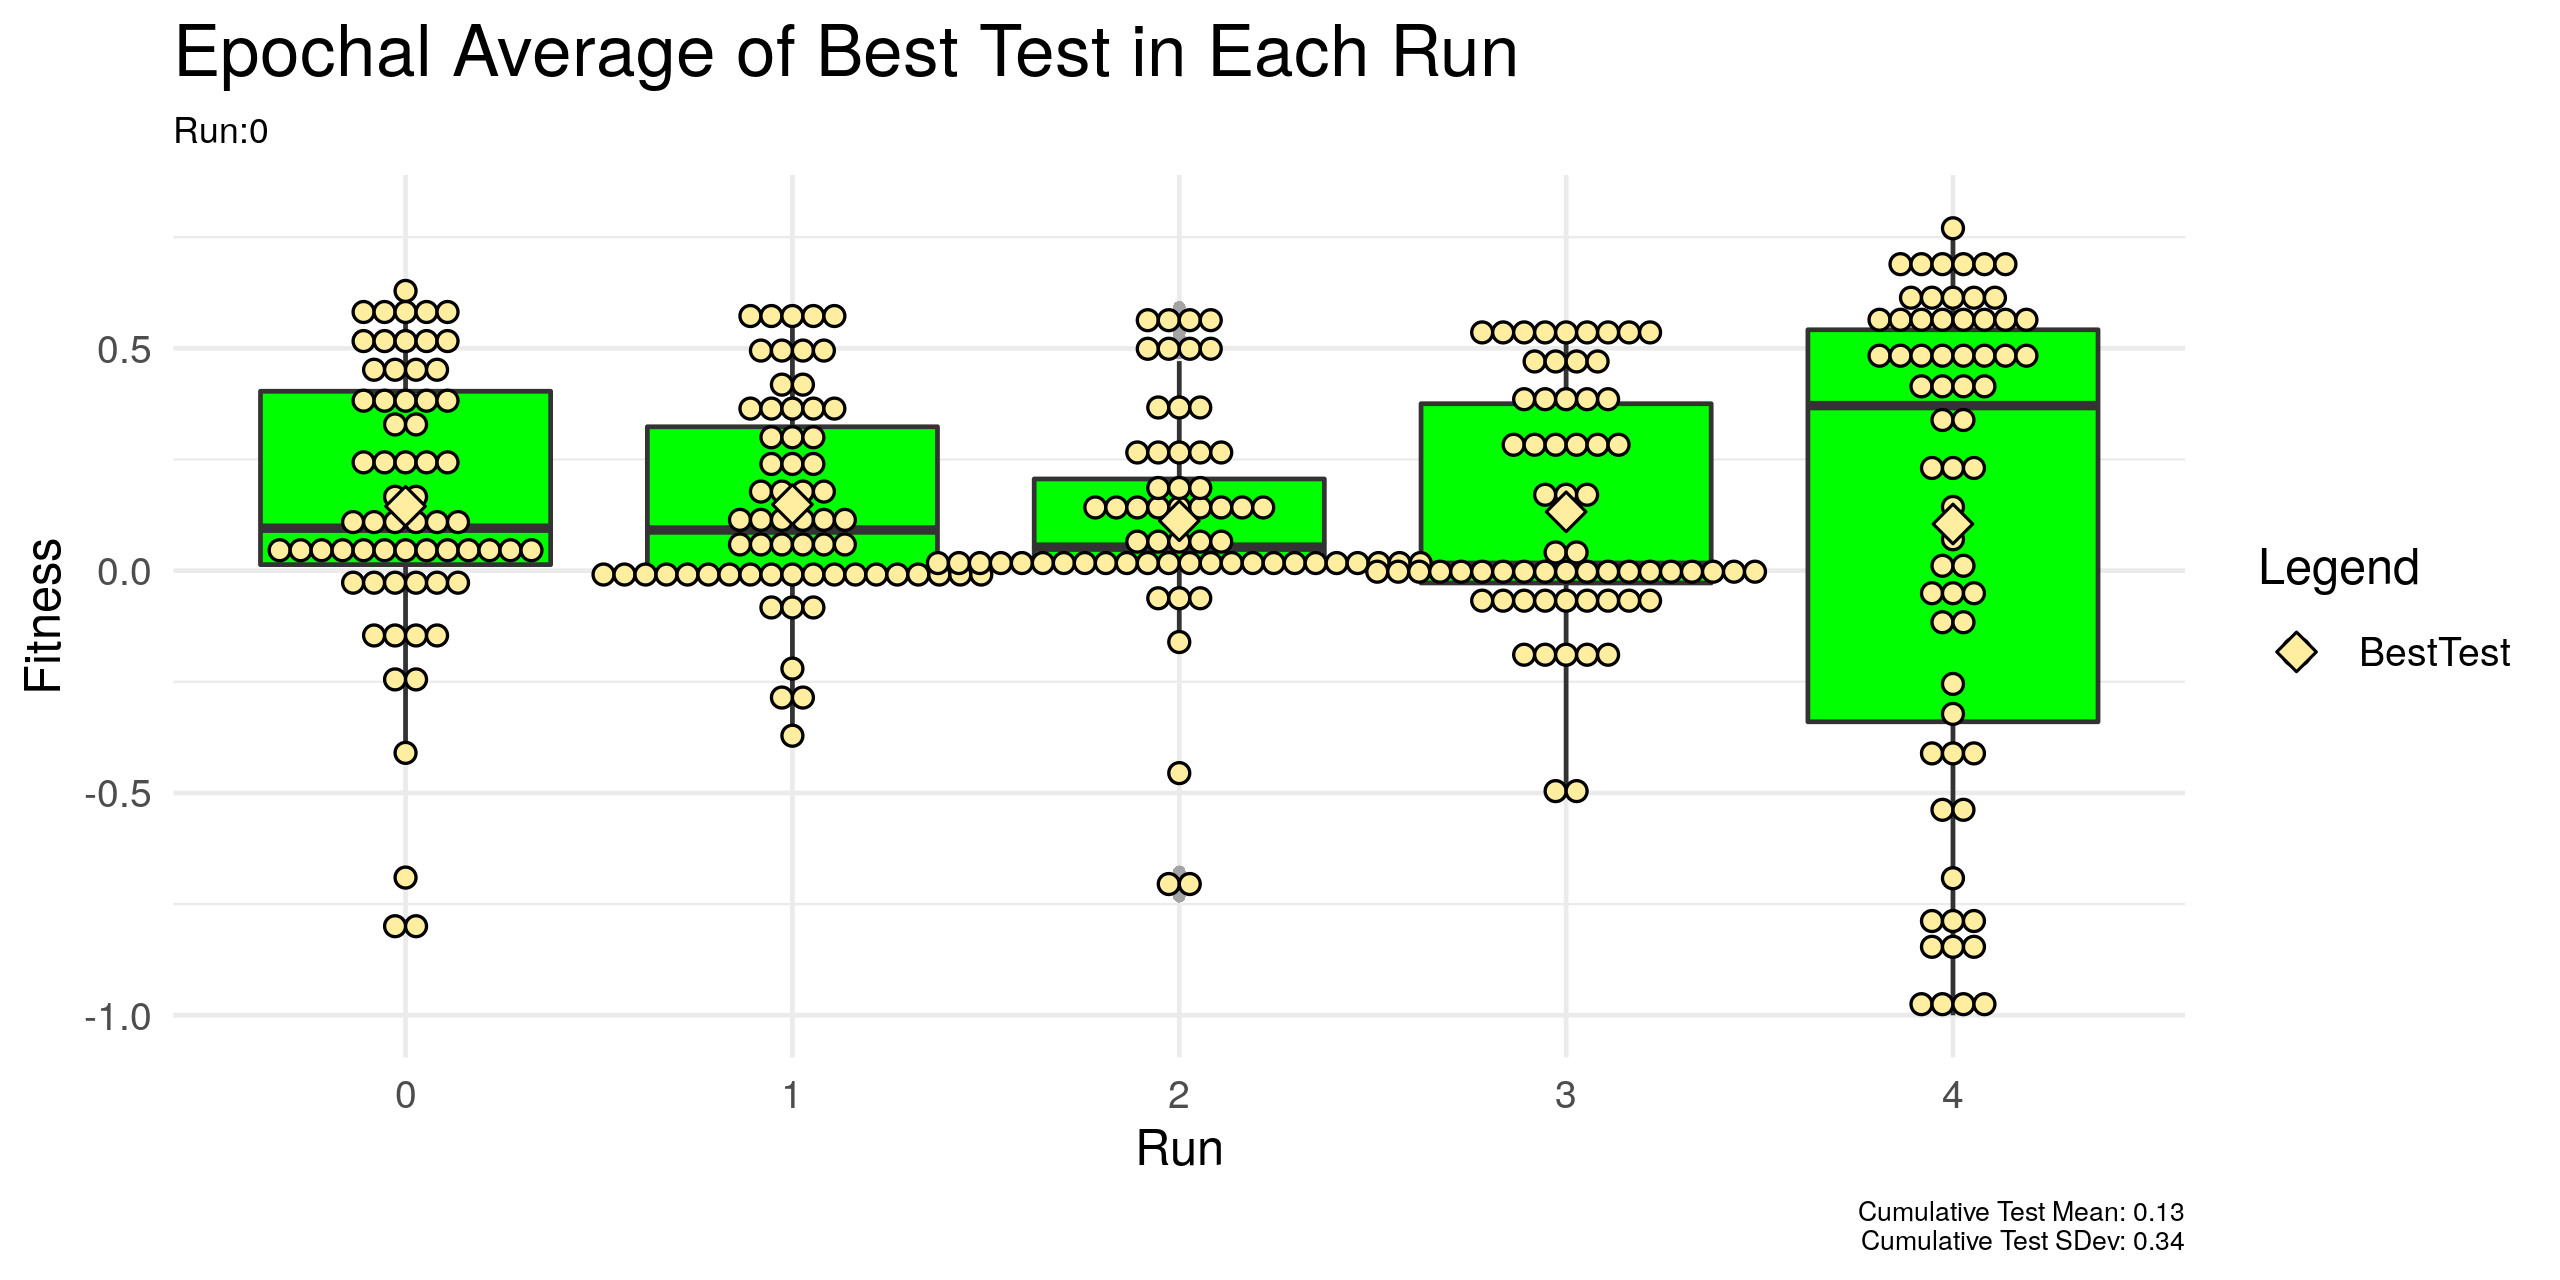 Epochal Average of Best Test in Each Run
Run:0
Fitness
0.5
0.0
-0.5
-1.0
0
1
2
3
4
Run
Legend
BestTest
Cumulative Test Mean: 0.13
Cumulative Test SDev: 0.34